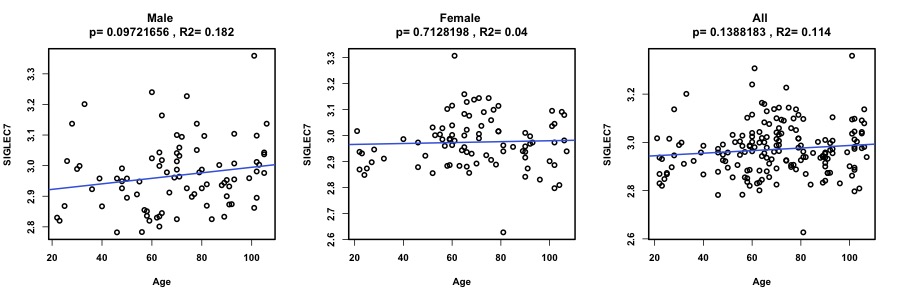 Male
p= 0.09721656 , R2= 0.182
SIGLEC7
3.3
3.2
3.1
3.0
2.9
2.8
20 40 60 80 100
Age
Female
p= 0.7128198 , R2= 0.04
SIGLEC7
3.3
3.2
3.1
3.0
2.9
2.8
2.7
2.6
20 40 60 80 100
Age
All
p= 0.1388183 , R2= 0.114
SIGLEC7
3.2
3.0
2.8
2.6
20 40 60 80 100
Age